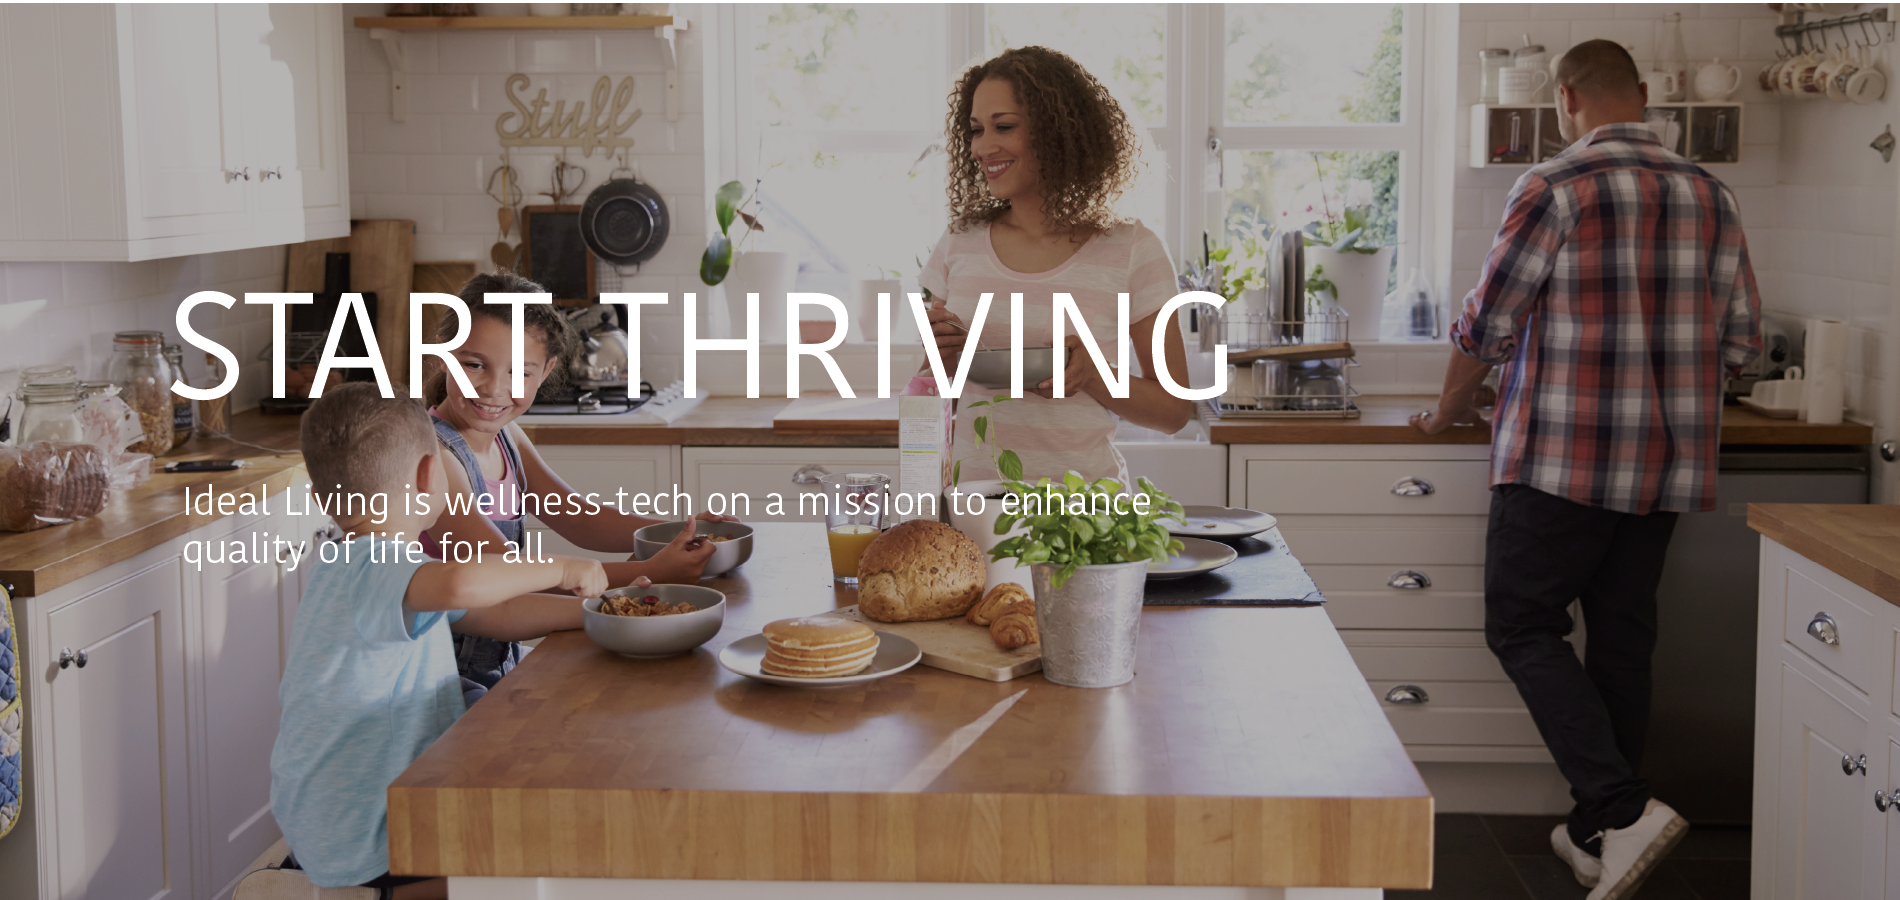 Stuff
START THRIVING
Ideal Living is wellness-tech on a mission to enhance
quality of life for all.